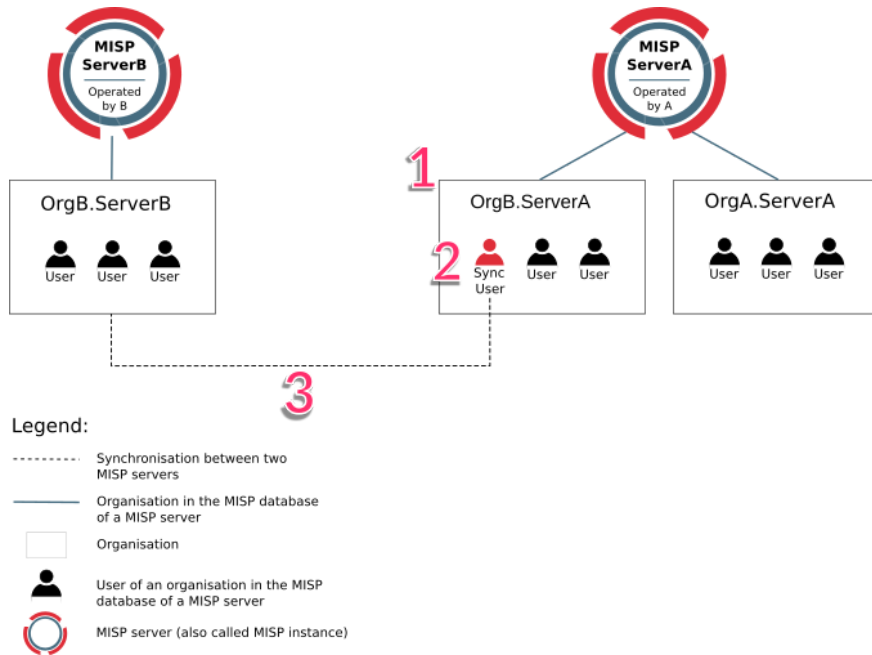 MISP
ServerB
Operated
by B
MISP
ServerA
Operated
by A
1
OrgB.ServerB
OrgB.ServerA
OrgA.ServerA
2
User
User
User
Sync
User
User
User
User
User
User
3
Legend:
Synchronisation between two
MISP servers
Organisation in the MISP database
of a MISP server
Organisation
User of an organisation in the MISP
database of a MISP server
MISP server (also called MISP instance)